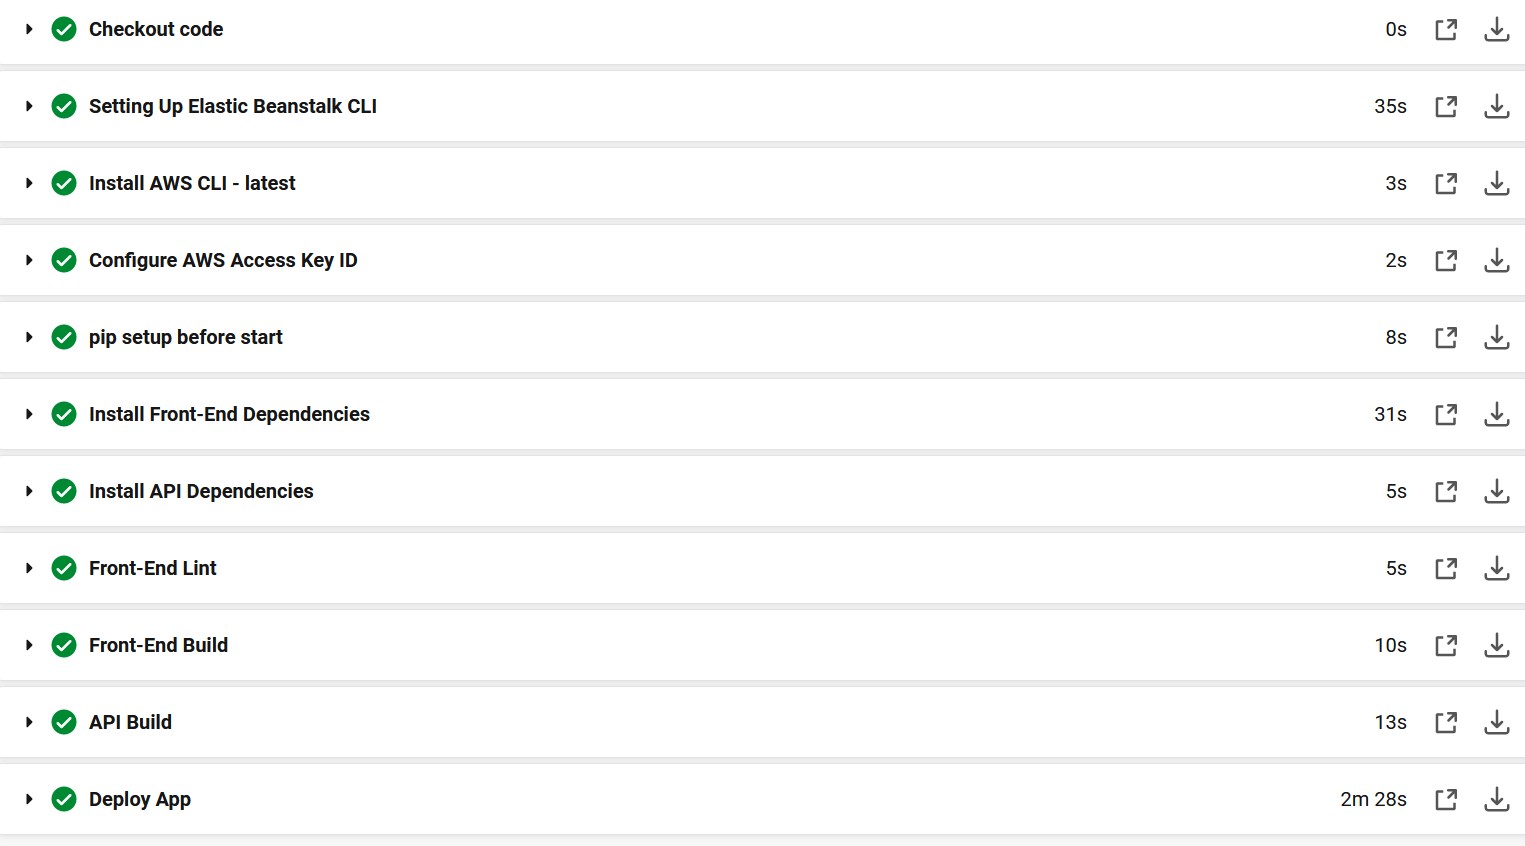 Checkout code 0s
Setting Up Elastic Beanstalk CLI 35s
Install AWS CLI - latest 3s
Configure AWS Access Key ID 2s
pip setup before start 8s
Install Front-End Dependencies 31s
Install API Dependencies 5s
Front-End Lint 5s
Front-End Build 10s
API Build 13s
Deploy App 2m 28s